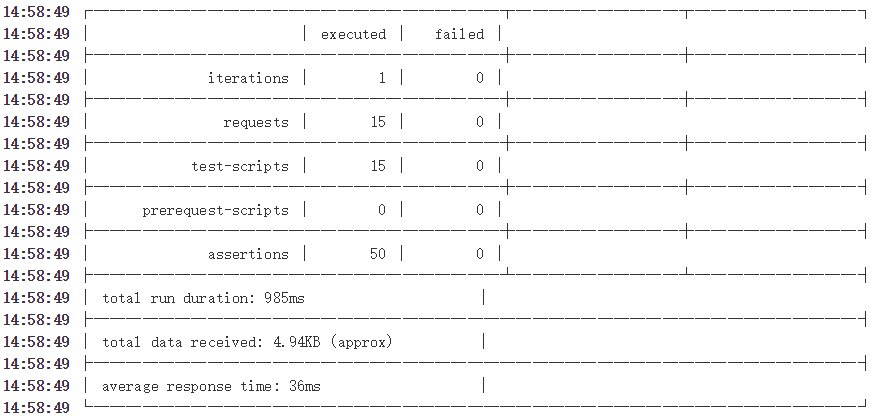 14:58:49
14:58:49 executed failed
14:58:49
14:58:49 iterations 1 0
14:58:49
14:58:49 requests 15 0
14:58:49
14:58:49 test-scripts 15 0
14:58:49
14:58:49 prerequest-scripts 0 0
14:58:49
14:58:49 assertions 50 0
14:58:49
14:58:49 total run duration: 985ms
14:58:49
14:58:49 total data received: 4.94KB (approx)
14:58:49
14:58:49 average response time: 36ms
14:58:49